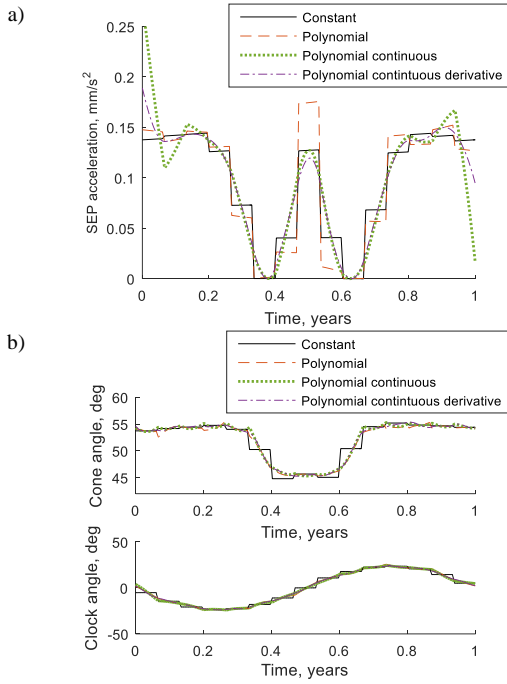 a)
Constant
Polynomial
Polynomial continuous
Polynomial contituous derivative
SEP acceleration, mm/s²
0.25
0.2
0.15
0.1
0.05
0
0 0.2 0.4 0.6 0.8 1
Time, years
b)
Constant
Polynomial
Polynomial continuous
Polynomial contituous derivative
Cone angle, deg
60
55
50
45
0 0.2 0.4 0.6 0.8 1
Time, years
Clock angle, deg
50
0
-50
0 0.2 0.4 0.6 0.8 1
Time, years